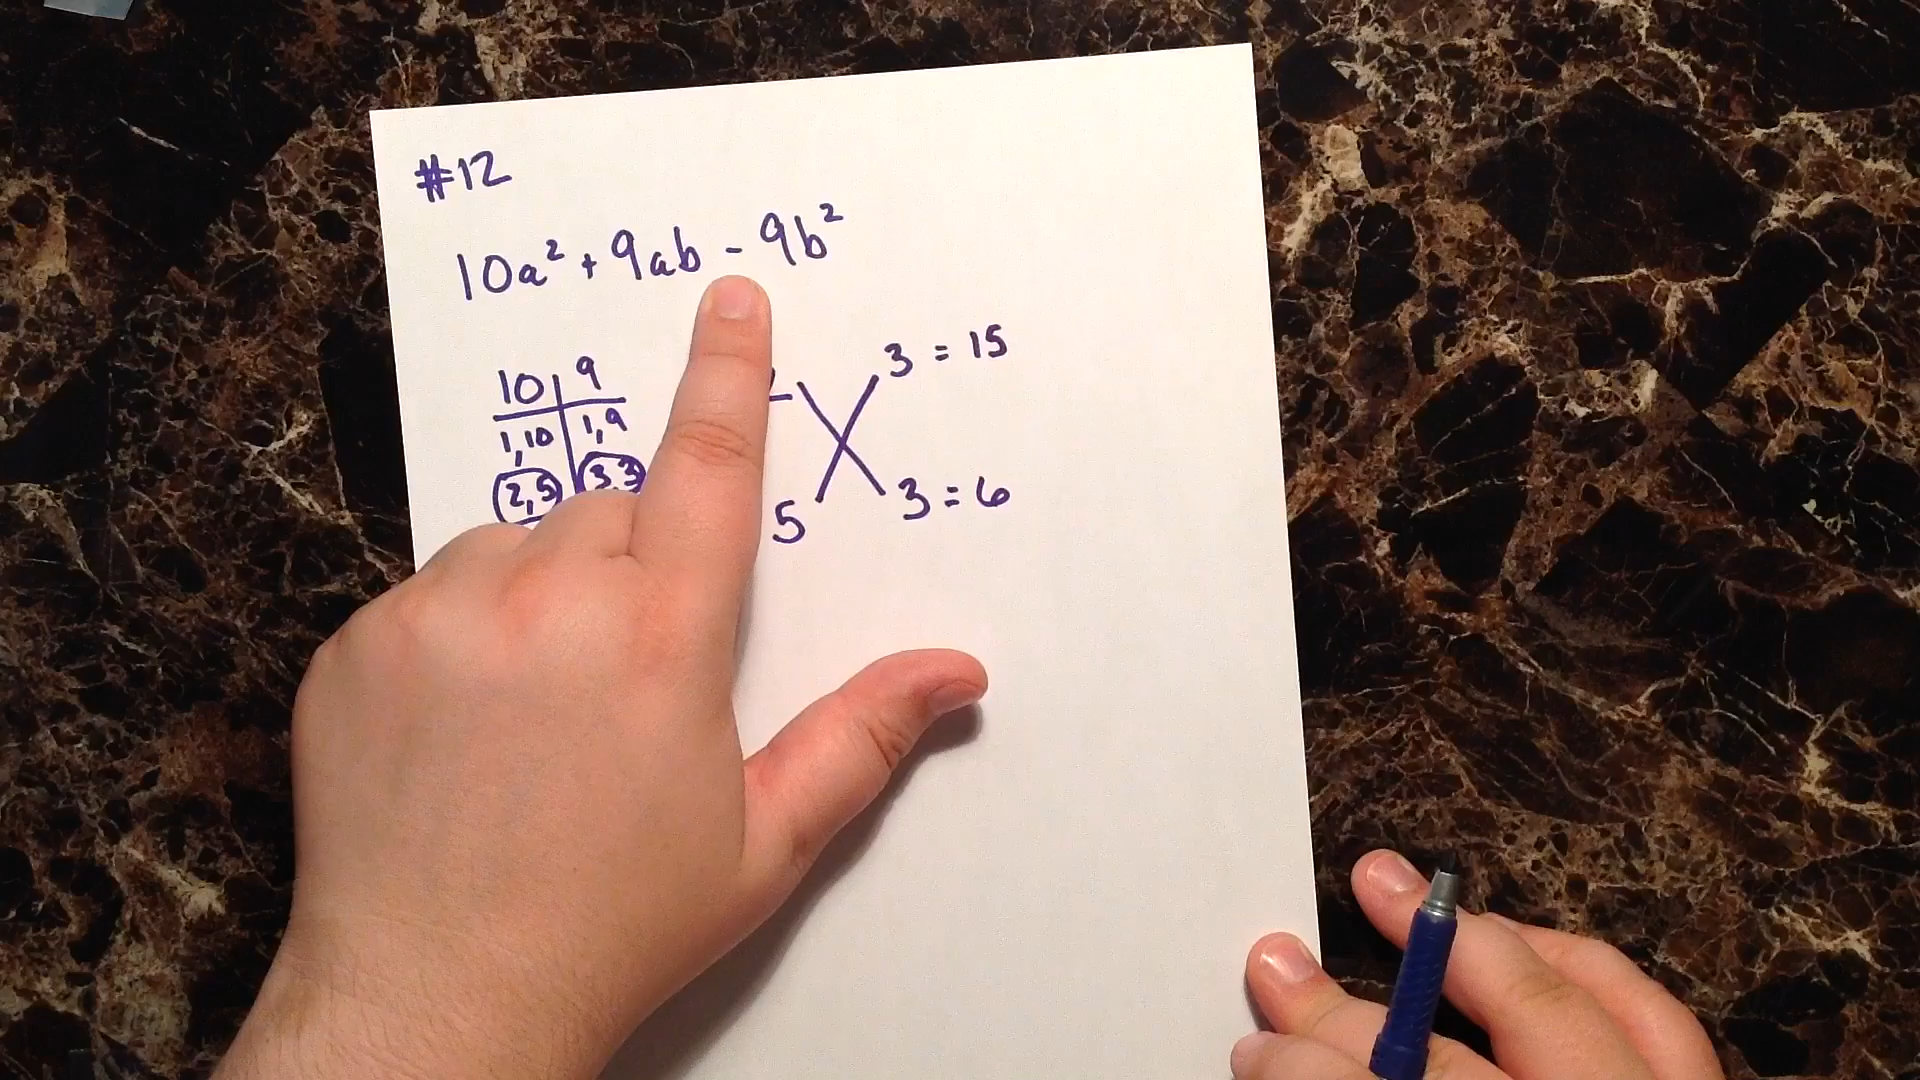 #12
10a² + 9ab - 9b²
10 | 9
1,10 | 1,9
2,5 | 3,3
3 = 15
5 3 = 6